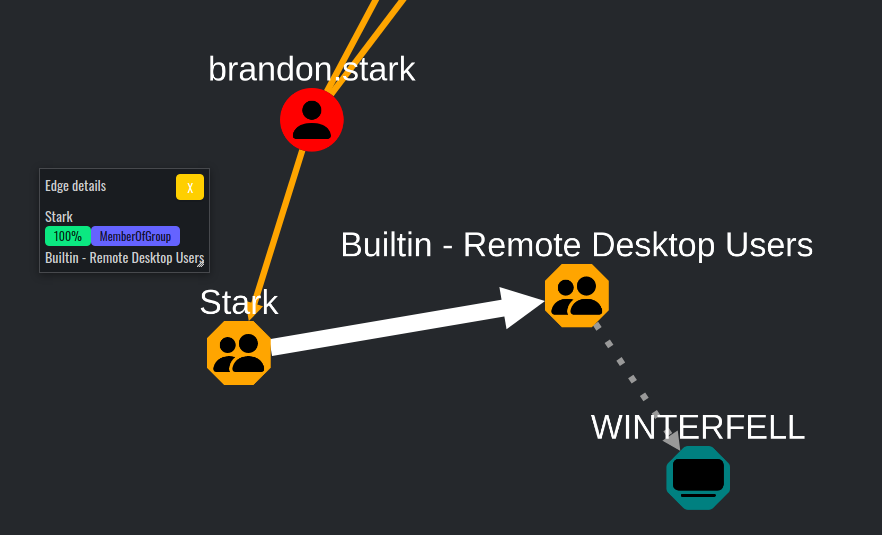 brandon.stark
Edge details
X
Stark
100% MemberOfGroup
Builtin - Remote Desktop Users
Builtin - Remote Desktop Users
Stark
WINTERFELL